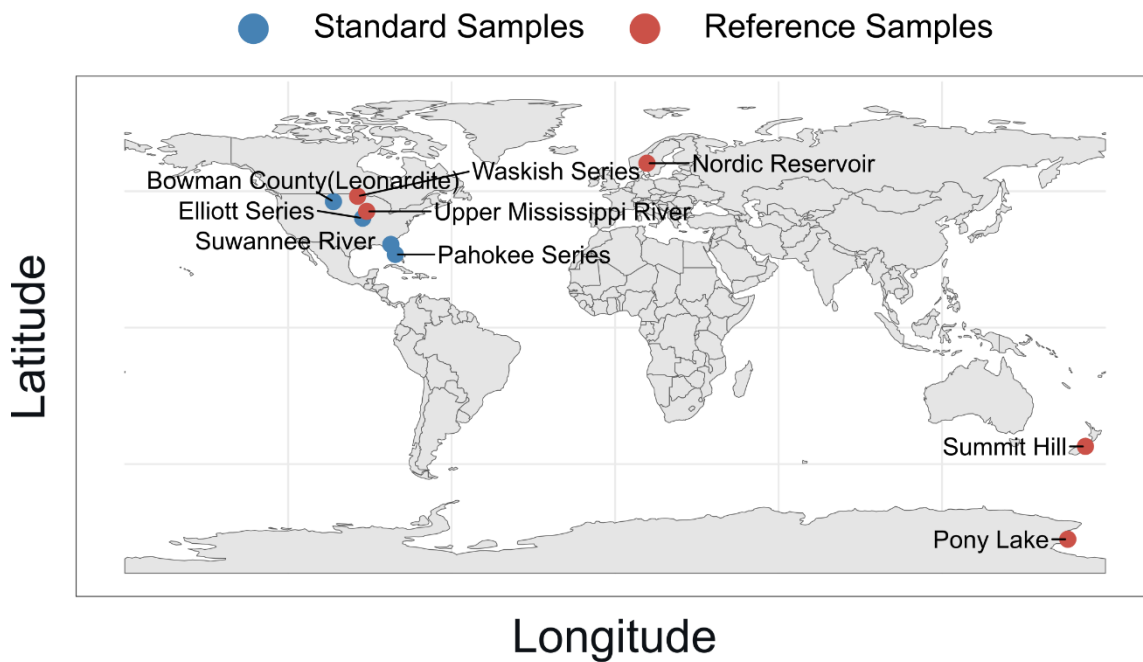 Standard Samples
Reference Samples
Waskish Series
Nordic Reservoir
Bowman County(Leonardite)
Elliott Series
Upper Mississippi River
Suwannee River
Pahokee Series
Summit Hill
Pony Lake
Latitude
Longitude